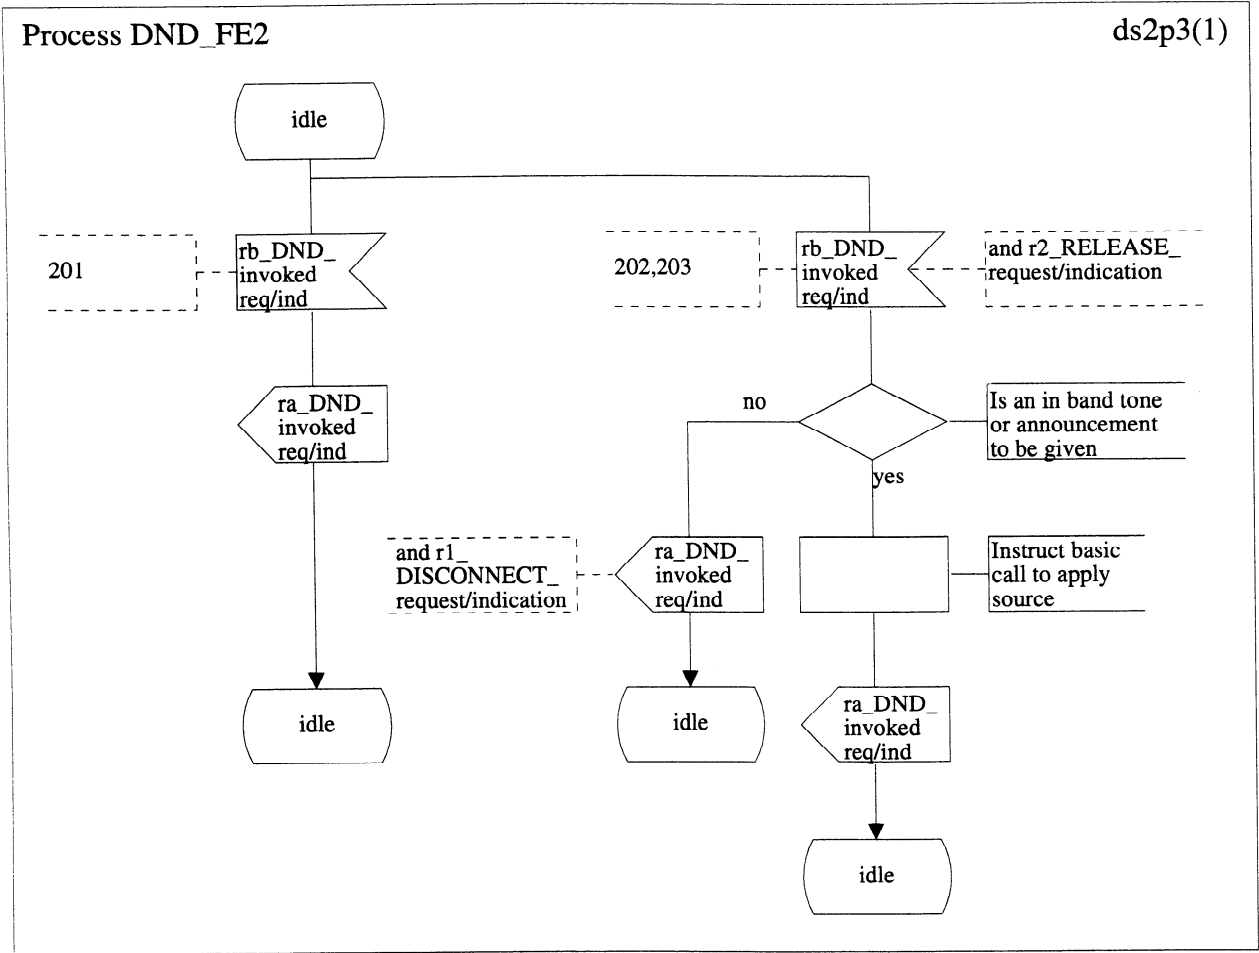 Process DND_FE2
ds2p3(1)
idle
201
rb_DND_
invoked
req/ind
202,203
rb_DND_
invoked
req/ind
and r2_RELEASE_
request/indication
ra_DND_
invoked
req/ind
no
Is an in band tone
or announcement
to be given
yes
and r1_
DISCONNECT_
request/indication
ra_DND_
invoked
req/ind
Instruct basic
call to apply
source
idle
idle
ra_DND_
invoked
req/ind
idle